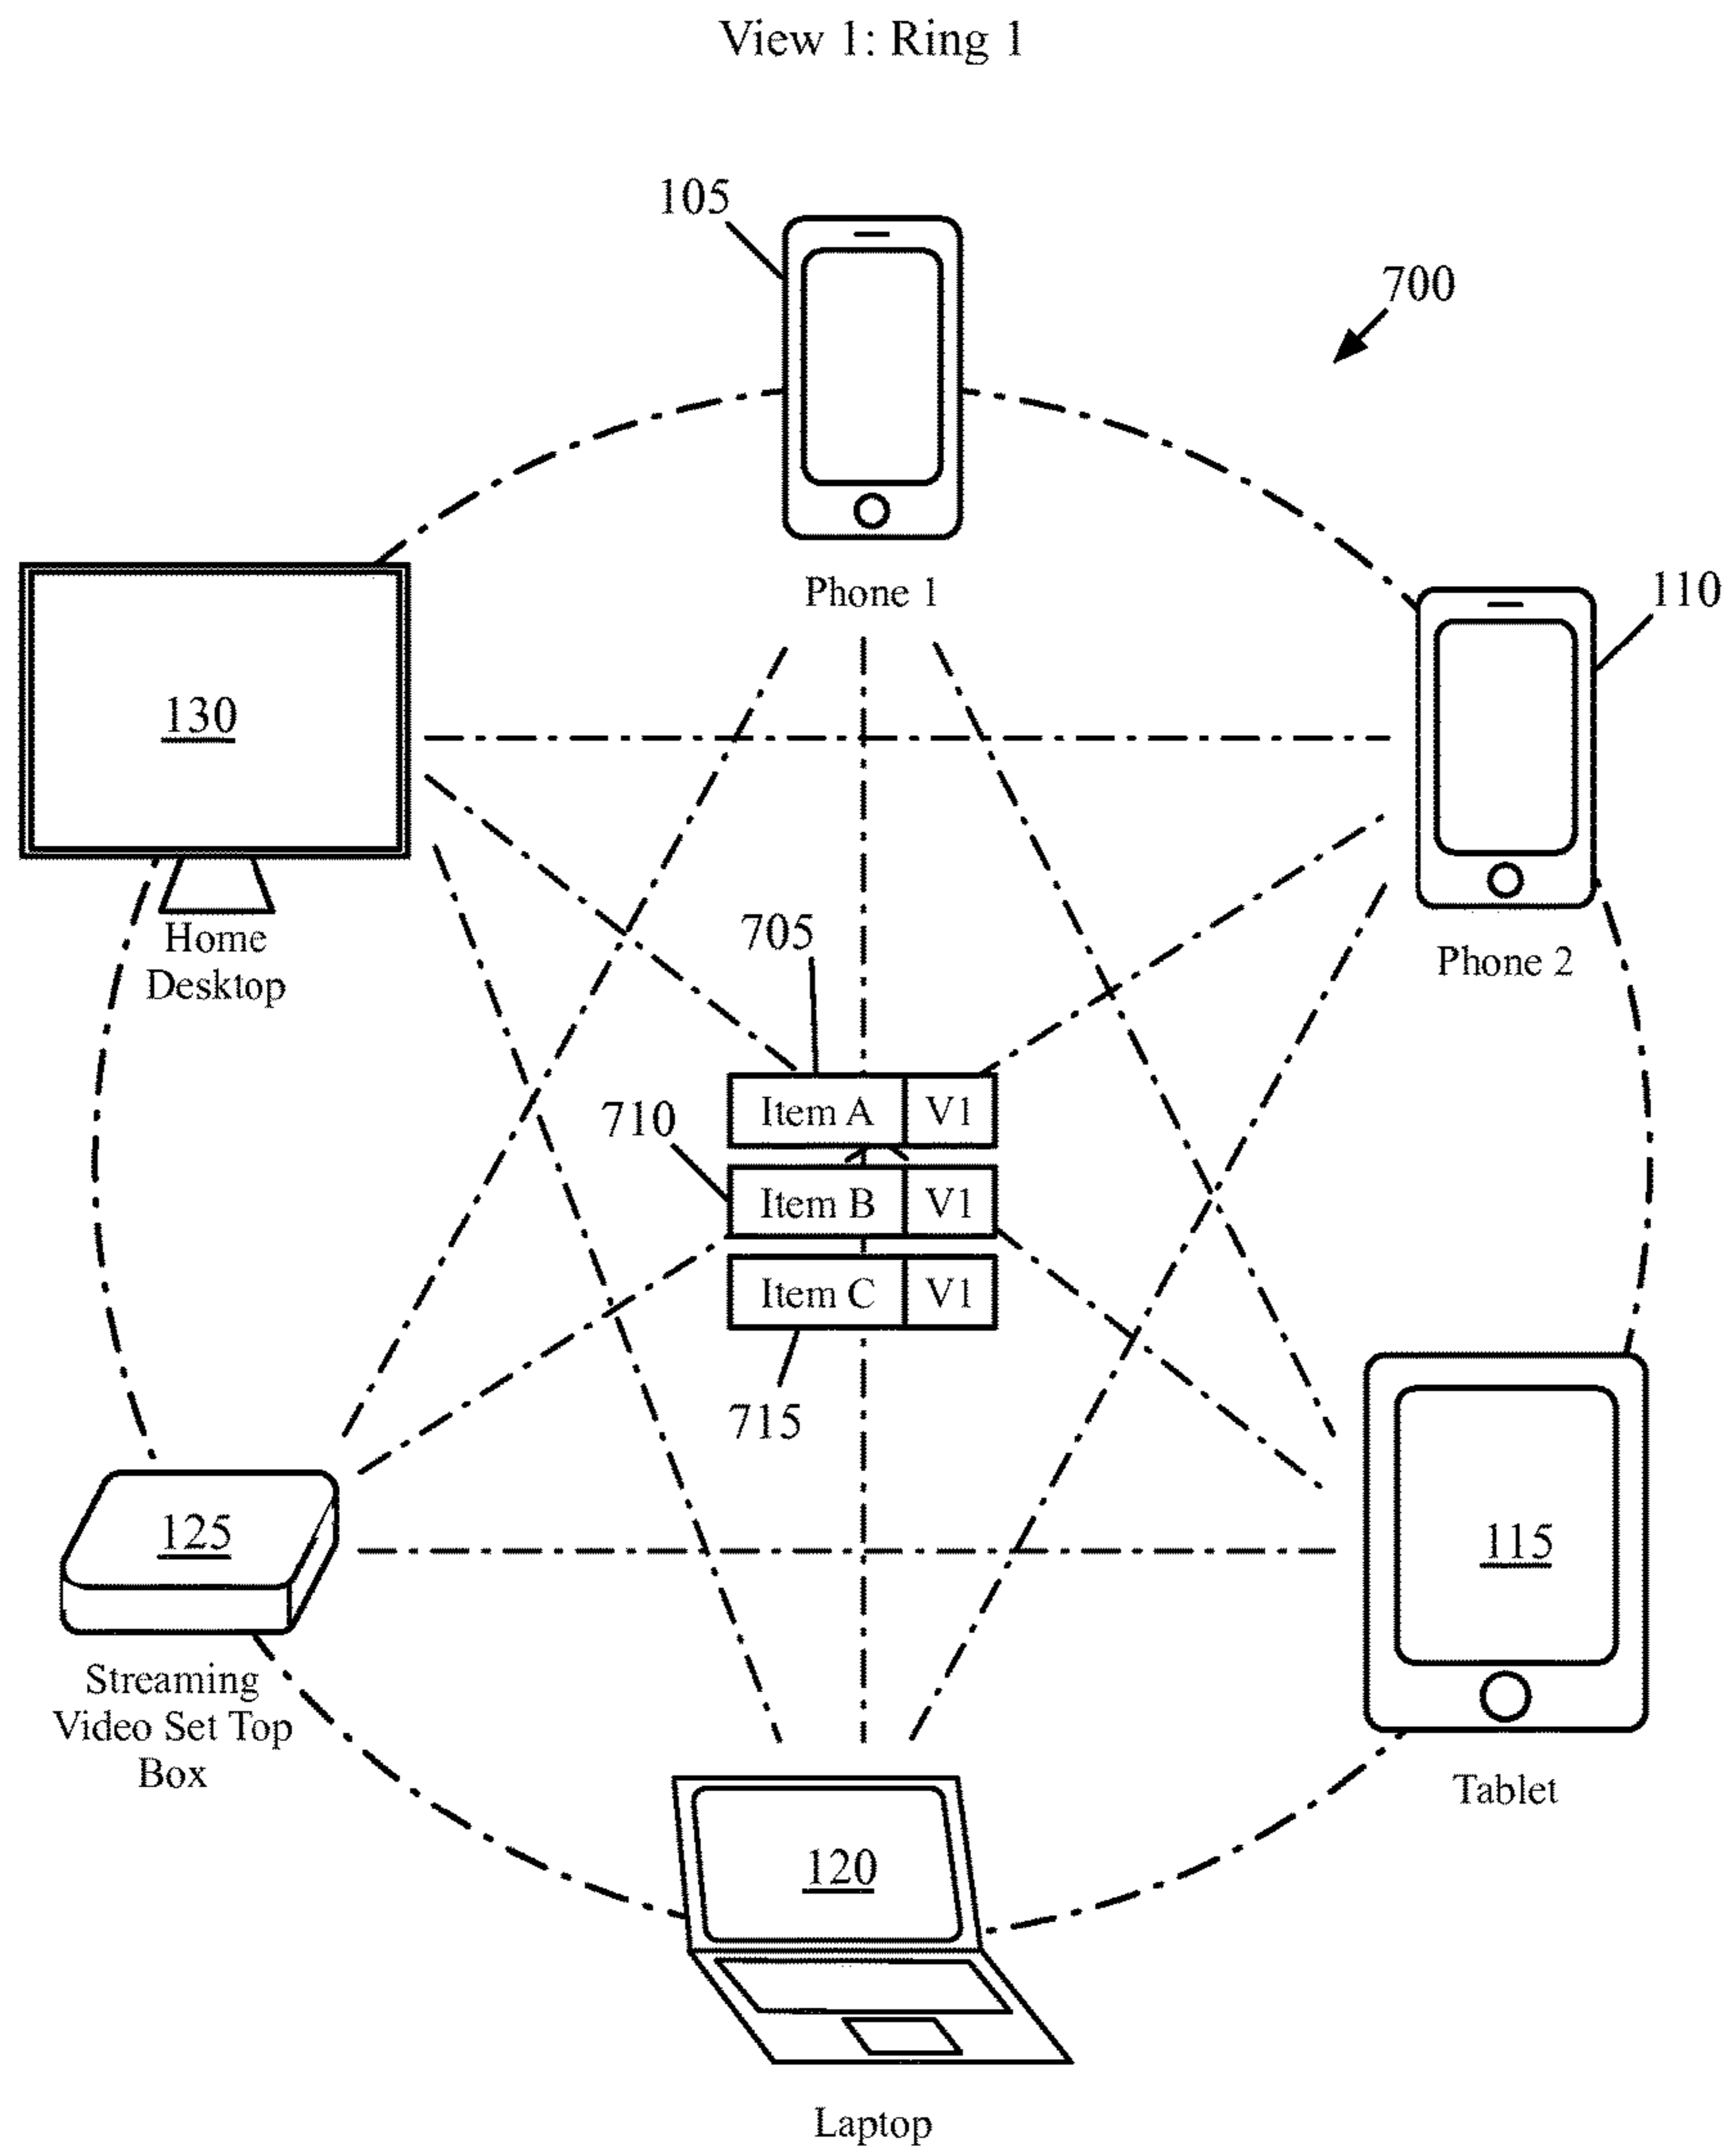 View 1: Ring 1
105
700
Phone 1
110
130
Home
Desktop
Phone 2
705
710
Item A V1
Item B V1
Item C V1
715
125
115
Streaming
Video Set Top
Box
Tablet
120
Laptop